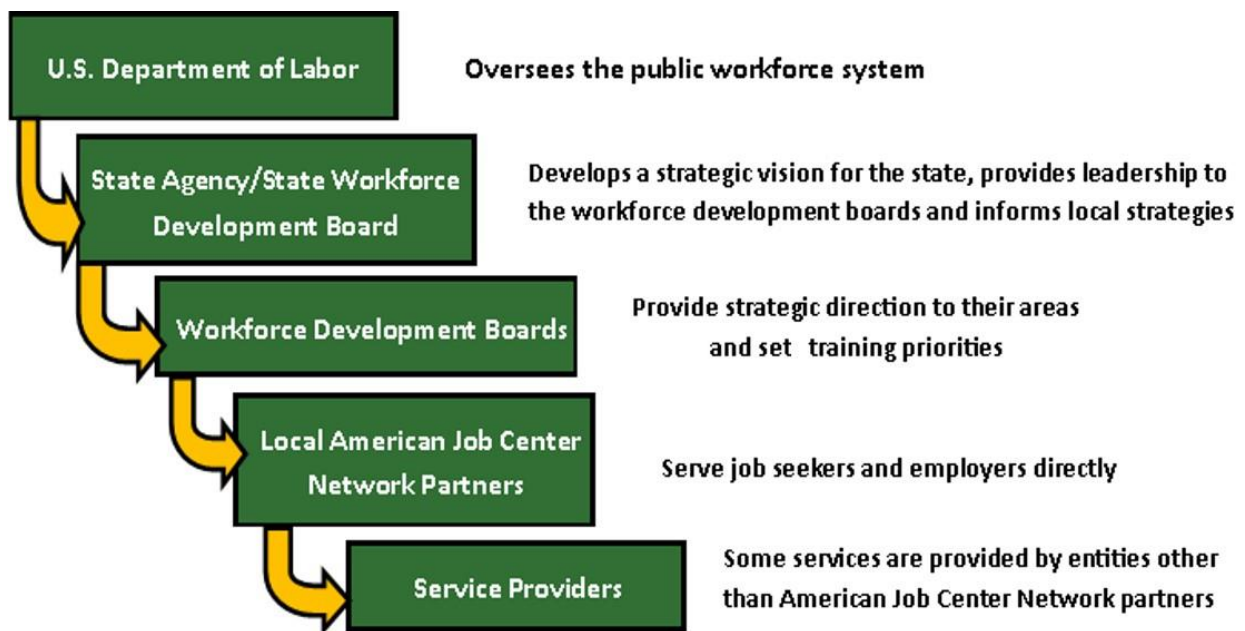 U.S. Department of Labor
Oversees the public workforce system
State Agency/State Workforce
Development Board
Develops a strategic vision for the state, provides leadership to
the workforce development boards and informs local strategies
Workforce Development Boards
Provide strategic direction to their areas
and set training priorities
Local American Job Center
Network Partners
Serve job seekers and employers directly
Service Providers
Some services are provided by entities other
than American Job Center Network partners